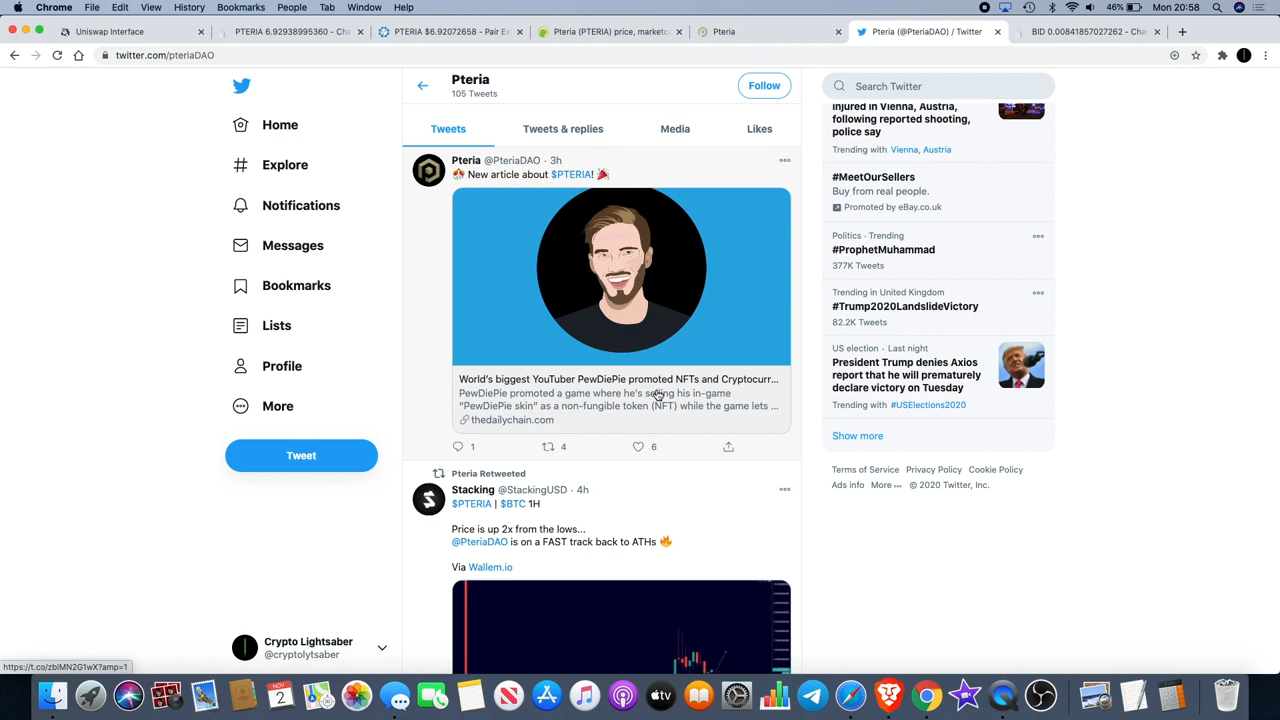 Chrome File Edit View History Bookmarks People Tab Window Help
46% Mon 20:58
Uniswap Interface
PTERIA 6.92938995360 - Cha
PTERIA $6.92072658 - Pair Ex
Pteria (PTERIA) price, marketc
Pteria
Pteria (@PteriaDAO) / Twitter
BID 0.00841857027262 - Che
twitter.com/pteriaDAO
Home
Explore
Notifications
Messages
Bookmarks
Lists
Profile
More
Tweet
Crypto Lightsaber
@cryptolytsaber
Pteria
105 Tweets
Follow
Tweets
Tweets & replies
Media
Likes
Pteria @PteriaDAO · 3h
New article about $PTERIA!
World's biggest YouTuber PewDiePie promoted NFTs and Cryptocurr...
PewDiePie promoted a game where he's selling his in-game
"PewDiePie skin" as a non-fungible token (NFT) while the game lets ...
thedailychain.com
1 4 6
Pteria Retweeted
Stacking @StackingUSD · 4h
$PTERIA | $BTC 1H
Price is up 2x from the lows...
@PteriaDAO is on a FAST track back to ATHs
Via Wallem.io
Search Twitter
injured in Vienna, Austria,
following reported shooting,
police say
Trending with Vienna, Austria
#MeetOurSellers
Buy from real people.
Promoted by eBay.co.uk
Politics · Trending
#ProphetMuhammad
377K Tweets
Trending in United Kingdom
#Trump2020LandslideVictory
82.2K Tweets
US election · Last night
President Trump denies Axios
report that he will prematurely
declare victory on Tuesday
Trending with #USElections2020
Show more
Terms of Service Privacy Policy Cookie Policy
Ads info More © 2020 Twitter, Inc.
NOV
2